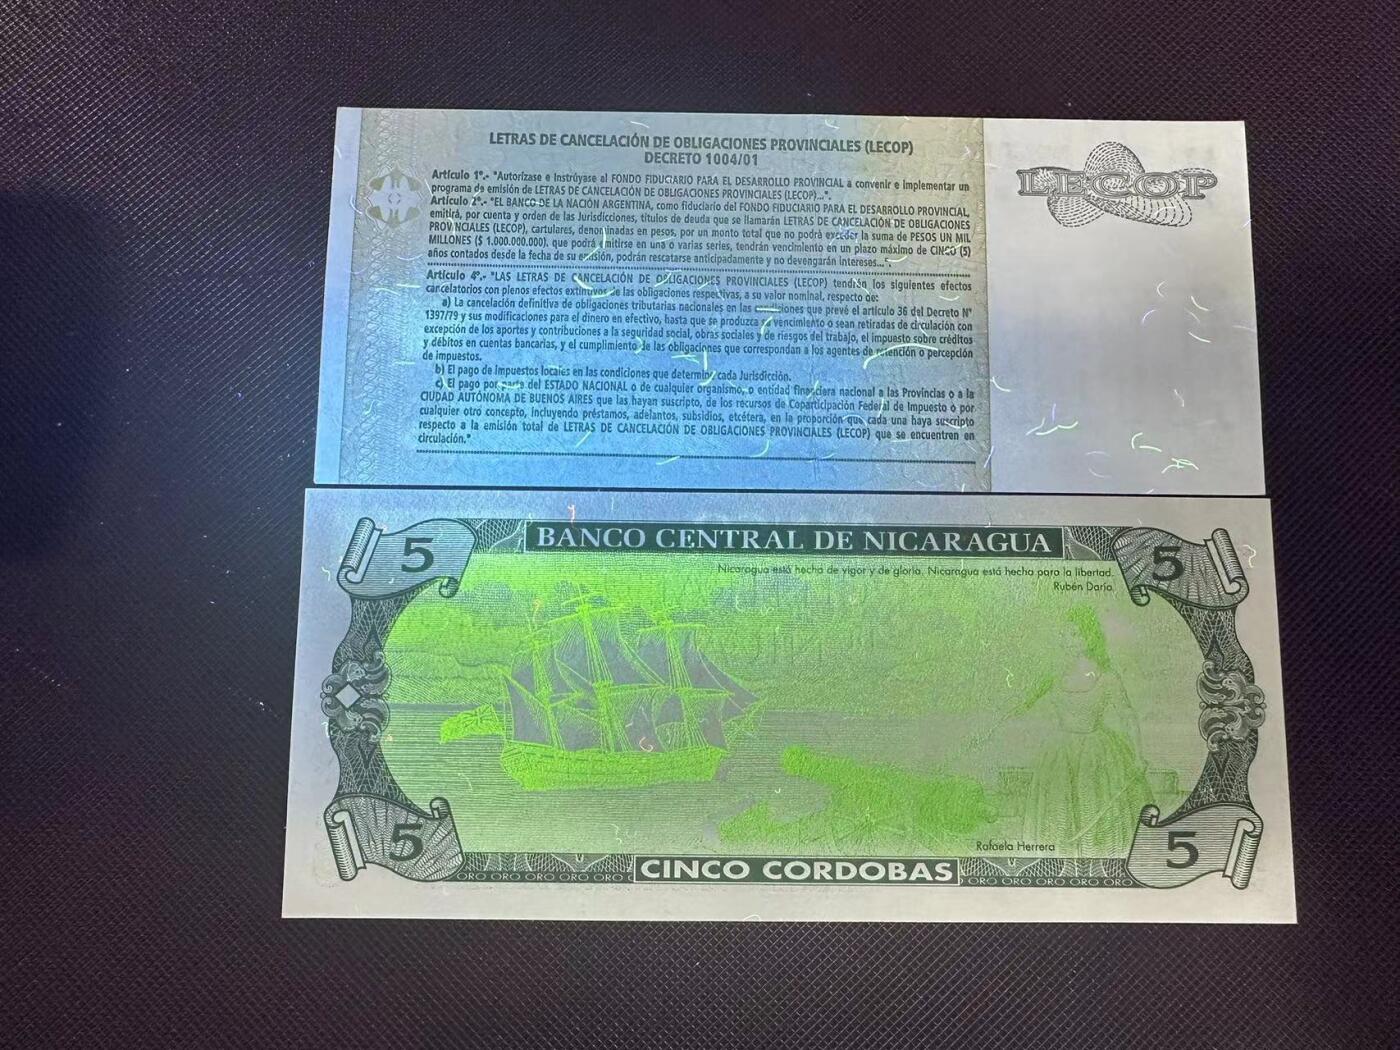 LETRAS DE CANCELACIÓN DE OBLIGACIONES PROVINCIALES (LECOP)
DECRETO 1004/01
LECOP
Artículo 1º.- "Autorízase e Instrúyase al FONDO FIDUCIARIO PARA EL DESARROLLO PROVINCIAL a convenir e implementar un
programa de emisión de LETRAS DE CANCELACIÓN DE OBLIGACIONES PROVINCIALES (LECOP)...".
Artículo 2º.- "EL BANCO DE LA NACIÓN ARGENTINA, como fiduciario del FONDO FIDUCIARIO PARA EL DESARROLLO PROVINCIAL,
emitirá, por cuenta y orden de las Jurisdicciones, títulos de deuda que se llamarán LETRAS DE CANCELACIÓN DE OBLIGACIONES
PROVINCIALES (LECOP), cartulares, denominadas en pesos, por un monto total que no podrá exceder la suma de PESOS UN MIL
MILLONES ($ 1.000.000.000), que podrá emitirse en una o varias series, tendrán vencimiento en un plazo máximo de CINCO (5)
años contados desde la fecha de su emisión, podrán rescatarse anticipadamente y no devengarán intereses...".
Artículo 4º.- "LAS LETRAS DE CANCELACIÓN DE OBLIGACIONES PROVINCIALES (LECOP) tendrán los siguientes efectos
cancelatorios con plenos efectos extintivos de las obligaciones respectivas, a su valor nominal, respecto de:
a) La cancelación definitiva de obligaciones tributarias nacionales en las condiciones que prevé el artículo 36 del Decreto Nº
1397/79 y sus modificaciones para el dinero en efectivo, hasta que se produzca su vencimiento o sean retiradas de circulación con
excepción de los aportes y contribuciones a la seguridad social, obras sociales y de riesgos del trabajo, el impuesto sobre créditos
y débitos en cuentas bancarias, y el cumplimiento de las obligaciones que correspondan a los agentes de retención o percepción
de impuestos.
b) El pago de Impuestos locales en las condiciones que determine cada Jurisdicción.
c) El pago por parte del ESTADO NACIONAL o de cualquier organismo o entidad financiera nacional a las Provincias o a la
CIUDAD AUTÓNOMA DE BUENOS AIRES que las hayan suscripto, de los recursos de Coparticipación Federal de Impuesto o por
cualquier otro concepto, incluyendo préstamos, adelantos, subsidios, etcétera, en la proporción que cada una haya suscripto
respecto a la emisión total de LETRAS DE CANCELACIÓN DE OBLIGACIONES PROVINCIALES (LECOP) que se encuentren en
circulación."
5 BANCO CENTRAL DE NICARAGUA 5
Nicaragua está hecha de vigor y de gloria, Nicaragua está hecha para la libertad.
Rubén Darío.
Rafaela Herrera
5 CINCO CORDOBAS 5
ORO ORO ORO ORO ORO ORO ORO ORO ORO ORO ORO ORO